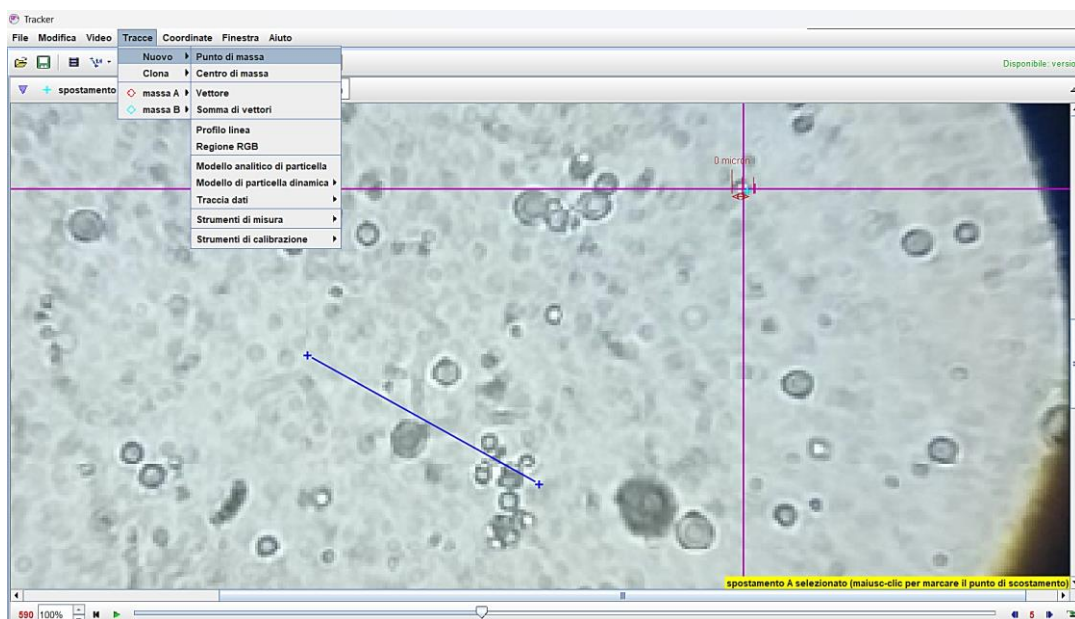 Tracker
File Modifica Video Tracce Coordinate Finestra Aiuto
Nuovo Punto di massa
Clona Centro di massa
Disponibile: versio
spostamento
massa A Vettore
massa B Somma di vettori
Profilo linea
Regione RGB
Modello analitico di particella
Modello di particella dinamica
Traccia dati
Strumenti di misura
Strumenti di calibrazione
spostamento A selezionato (maiusc-clic per marcare il punto di scostamento)
590 100% 5